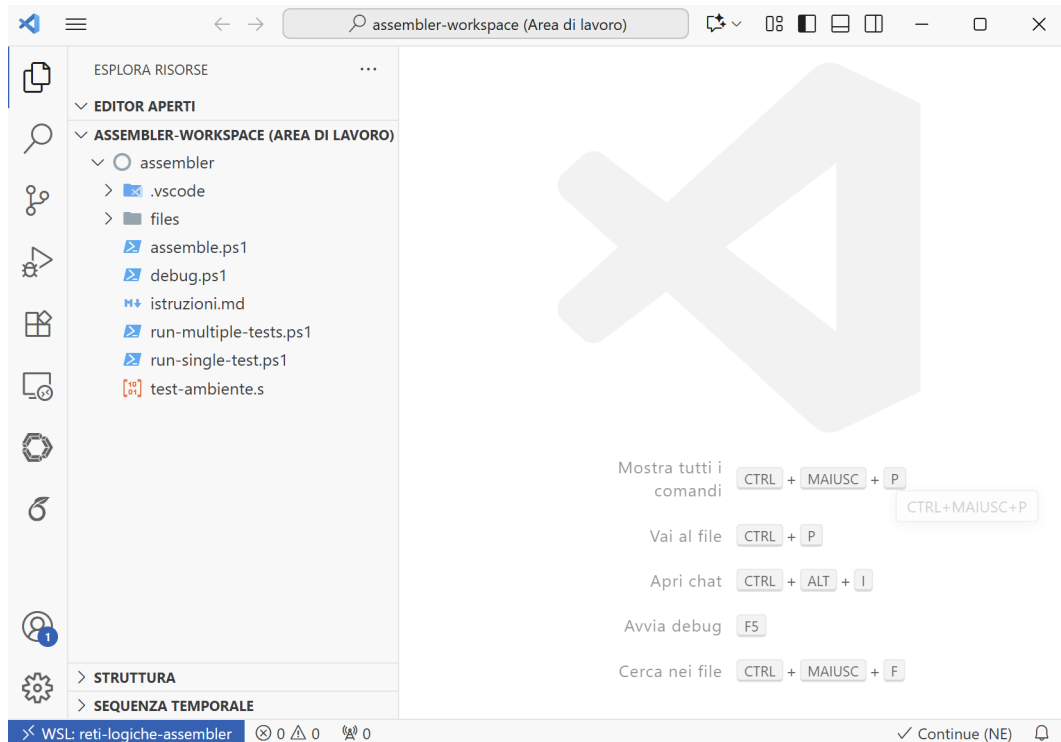 assembler-workspace (Area di lavoro)
ESPLORA RISORSE
EDITOR APERTI
ASSEMBLER-WORKSPACE (AREA DI LAVORO)
assembler
.vscode
files
assemble.ps1
debug.ps1
istruzioni.md
run-multiple-tests.ps1
run-single-test.ps1
test-ambiente.s
Mostra tutti i comandi CTRL + MAIUSC + P
CTRL+MAIUSC+P
Vai al file CTRL + P
Apri chat CTRL + ALT + I
Avvia debug F5
Cerca nei file CTRL + MAIUSC + F
1
STRUTTURA
SEQUENZA TEMPORALE
WSL: reti-logiche-assembler 0 0 0 Continue (NE)